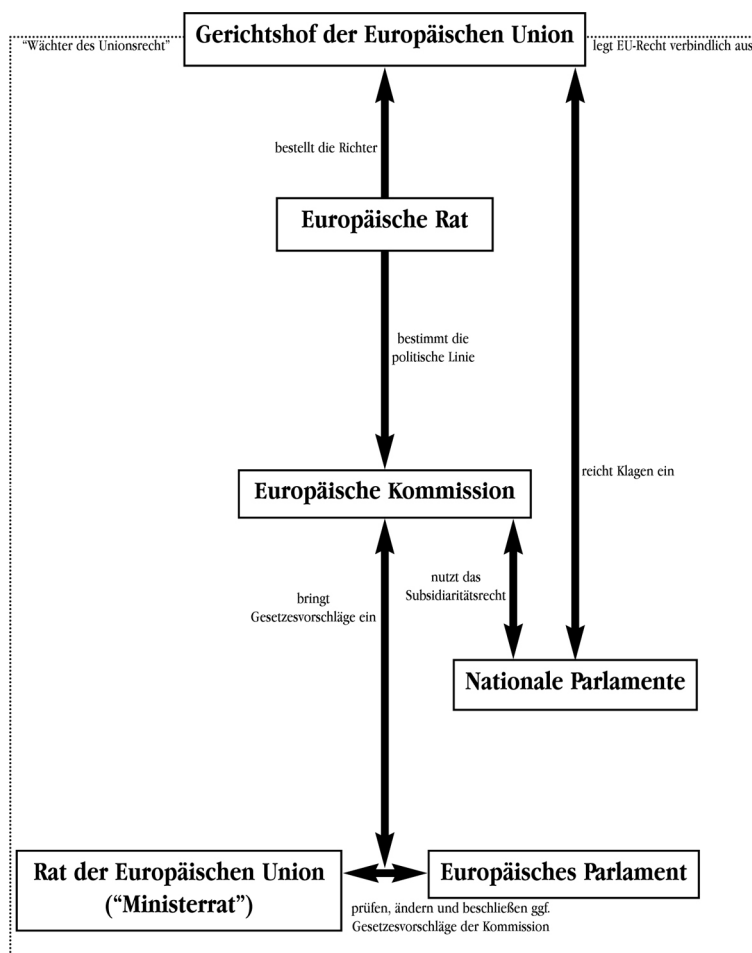 Gerichtshof der Europäischen Union
“Wächter des Unionsrecht”
legt EU-Recht verbindlich aus
bestellt die Richter
Europäische Rat
bestimmt die
politische Linie
reicht Klagen ein
Europäische Kommission
nutzt das
Subsidiaritätsrecht
bringt
Gesetzesvorschläge ein
Nationale Parlamente
Rat der Europäischen Union
(“Ministerrat”)
Europäisches Parlament
prüfen, ändern und beschließen ggf.
Gesetzesvorschläge der Kommission